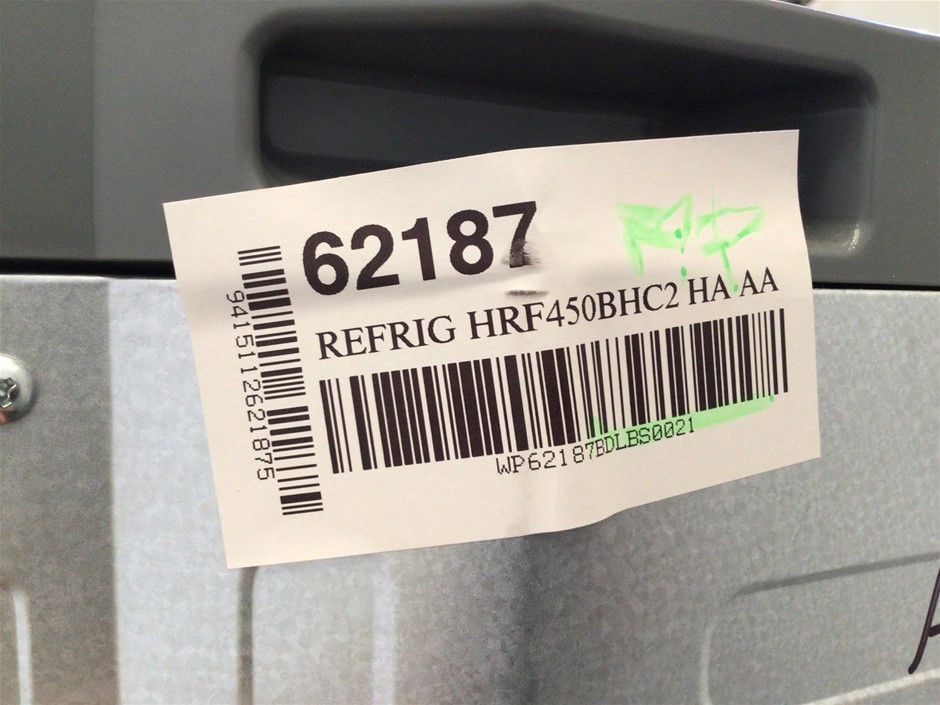 62187
REFRIG HRF450BHC2 HA AA
WP62187BDLBS0021
9415112621875